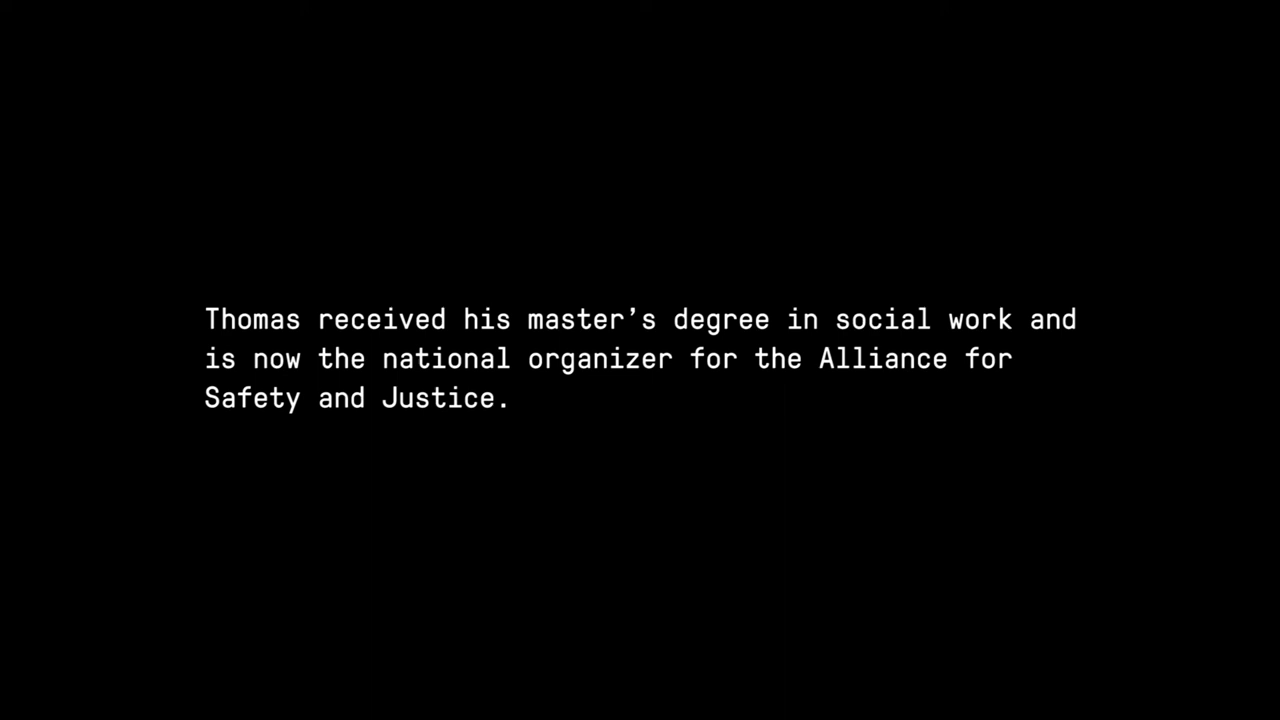 Thomas received his master’s degree in social work and
is now the national organizer for the Alliance for
Safety and Justice.